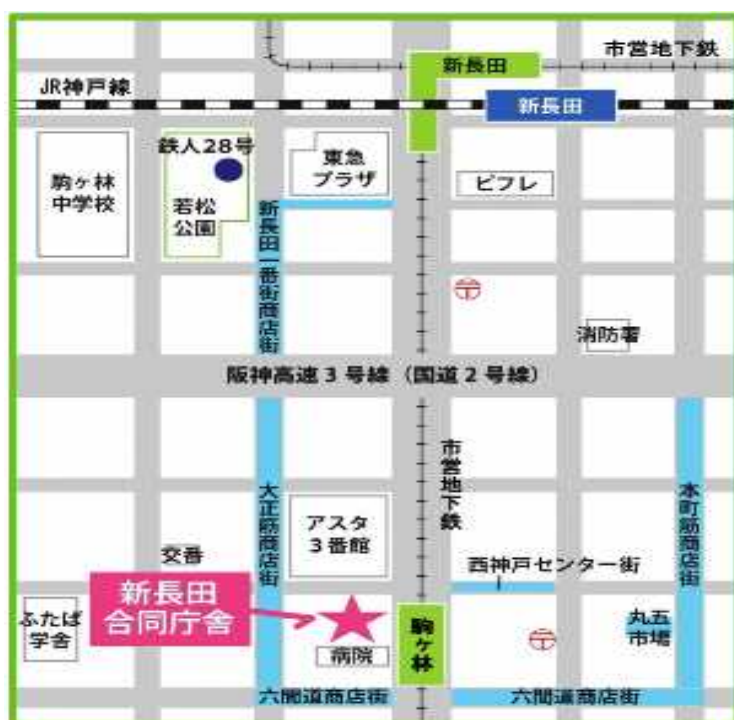 市営地下鉄
新長田
JR神戸線
新長田
鉄人28号
東急
プラザ
駒ヶ林
中学校
ピフレ
若松
公園
新長田一番街商店街
〒
消防署
阪神高速3号線（国道2号線）
市営地下鉄
大正筋商店街
本町筋商店街
アスタ
3番館
交番
西神戸センター街
新長田
合同庁舎
ふたば
学舎
駒ヶ林
丸五
市場
〒
病院
六間道商店街
六間道商店街